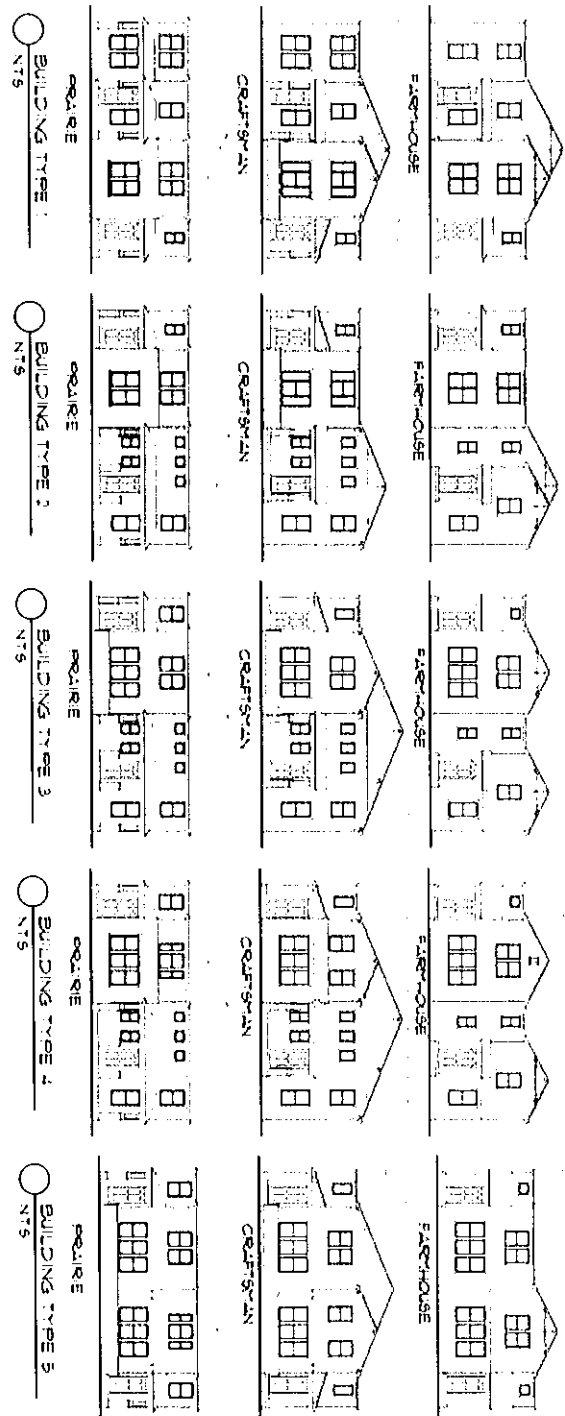 FARMHOUSE
CRAFTSMAN
PRAIRIE
BUILDING TYPE 1
NTS
FARMHOUSE
CRAFTSMAN
PRAIRIE
BUILDING TYPE 2
NTS
FARMHOUSE
CRAFTSMAN
PRAIRIE
BUILDING TYPE 3
NTS
FARMHOUSE
CRAFTSMAN
PRAIRIE
BUILDING TYPE 4
NTS
FARMHOUSE
CRAFTSMAN
PRAIRIE
BUILDING TYPE 5
NTS